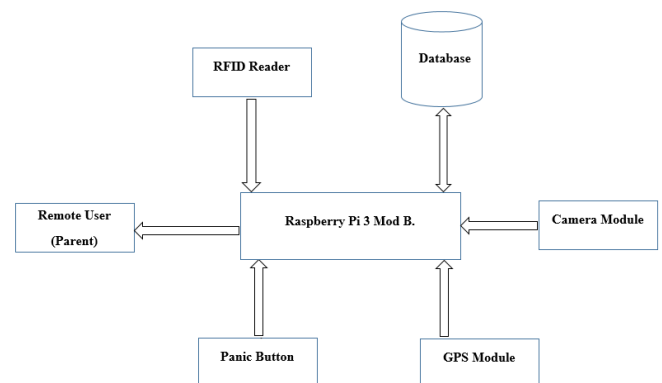 Database
RFID Reader
Remote User
(Parent)
Raspberry Pi 3 Mod B.
Camera Module
Panic Button
GPS Module